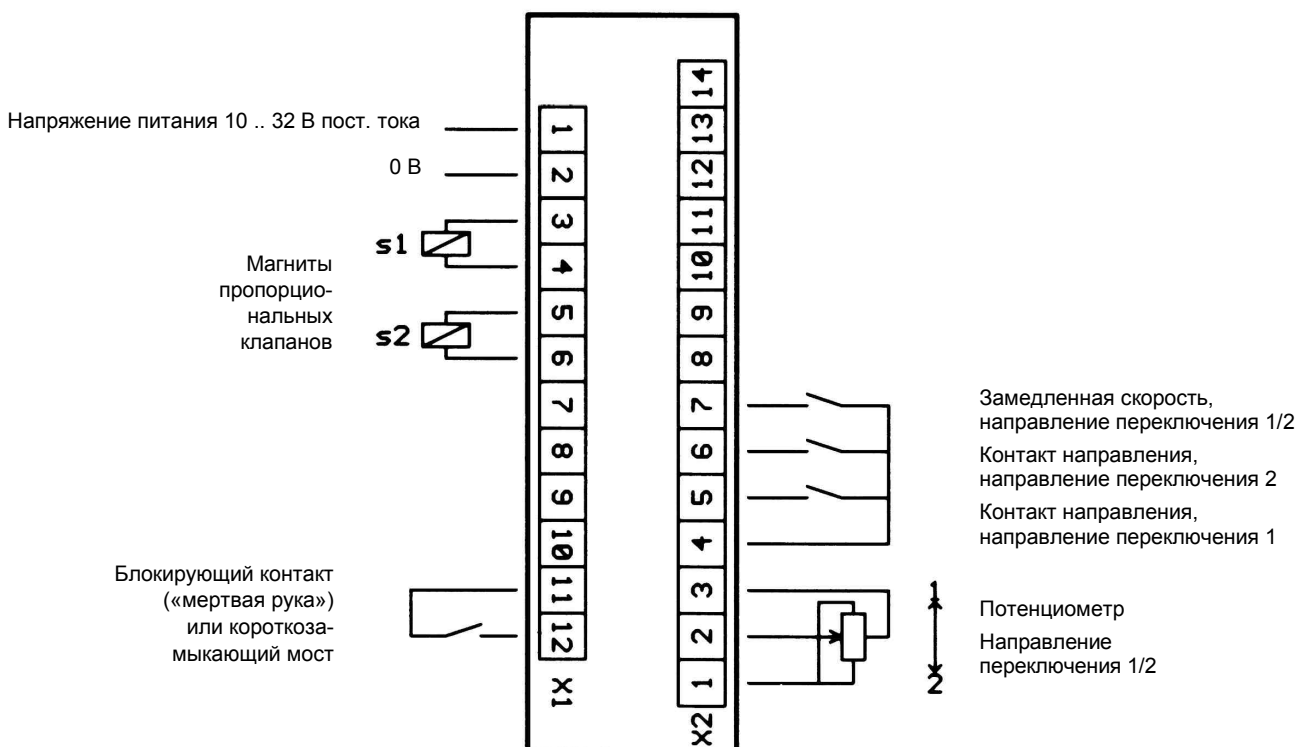 Напряжение питания 10 .. 32 В пост. тока
0 В
s1
Магниты
пропорцио-
нальных
клапанов
s2
Блокирующий контакт
(«мертвая рука»)
или короткоза-
мыкающий мост
1
2
3
4
5
6
7
8
9
10
11
12
X1
14
13
12
11
10
9
8
7
6
5
4
3
2
1
X2
Замедленная скорость,
направление переключения 1/2
Контакт направления,
направление переключения 2
Контакт направления,
направление переключения 1
1
2
Потенциометр
Направление
переключения 1/2